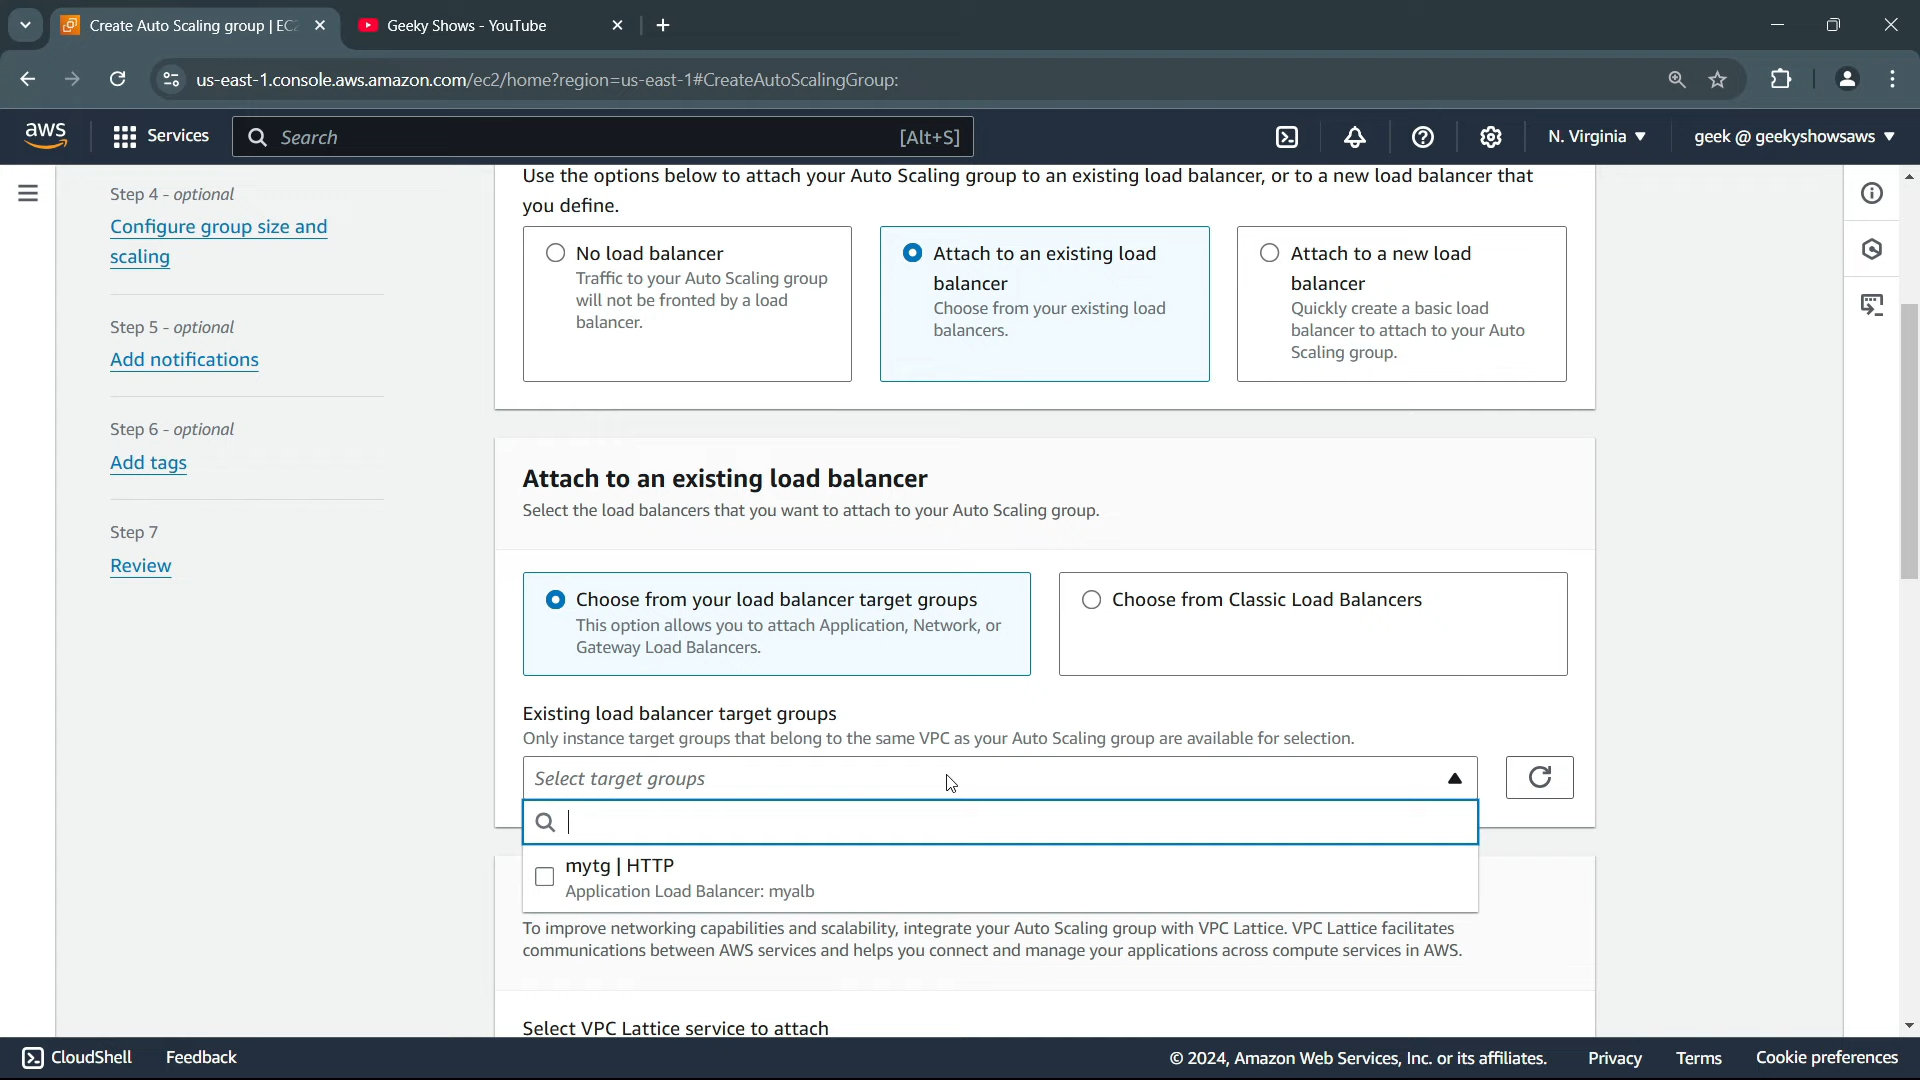 Create Auto Scaling group | EC2
Geeky Shows - YouTube
us-east-1.console.aws.amazon.com/ec2/home?region=us-east-1#CreateAutoScalingGroup:
aws
Services
Search
[Alt+S]
N. Virginia
geek @ geekyshowsaws
Step 4 - optional
Configure group size and
scaling
Step 5 - optional
Add notifications
Step 6 - optional
Add tags
Step 7
Review
Use the options below to attach your Auto Scaling group to an existing load balancer, or to a new load balancer that
you define.
No load balancer
Traffic to your Auto Scaling group
will not be fronted by a load
balancer.
Attach to an existing load
balancer
Choose from your existing load
balancers.
Attach to a new load
balancer
Quickly create a basic load
balancer to attach to your Auto
Scaling group.
Attach to an existing load balancer
Select the load balancers that you want to attach to your Auto Scaling group.
Choose from your load balancer target groups
This option allows you to attach Application, Network, or
Gateway Load Balancers.
Choose from Classic Load Balancers
Existing load balancer target groups
Only instance target groups that belong to the same VPC as your Auto Scaling group are available for selection.
Select target groups
mytg | HTTP
Application Load Balancer: myalb
To improve networking capabilities and scalability, integrate your Auto Scaling group with VPC Lattice. VPC Lattice facilitates
communications between AWS services and helps you connect and manage your applications across compute services in AWS.
Select VPC Lattice service to attach
CloudShell
Feedback
© 2024, Amazon Web Services, Inc. or its affiliates.
Privacy
Terms
Cookie preferences